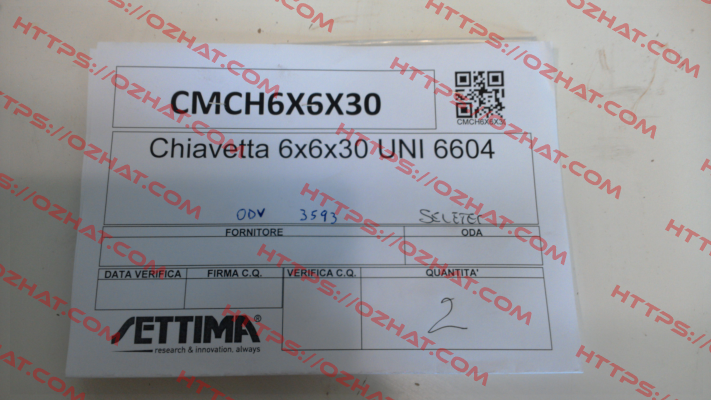 CMCH6X6X30
CMCH6X6X30
Chiavetta 6x6x30 UNI 6604
ODV 3593 SELETEC
FORNITORE ODA
DATA VERIFICA FIRMA C.Q. VERIFICA C.Q. QUANTITA'
2
SETTIMA®
research & innovation, always
HTTPS://OZHAT.COM